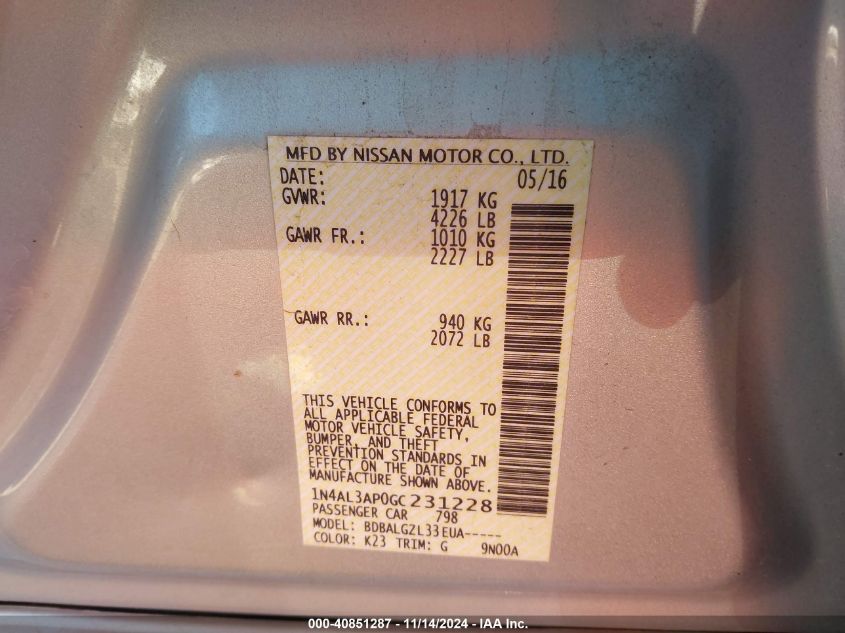 MFD BY NISSAN MOTOR CO., LTD.
DATE: 05/16
GVWR: 1917 KG
4226 LB
GAWR FR.: 1010 KG
2227 LB
GAWR RR.: 940 KG
2072 LB
THIS VEHICLE CONFORMS TO
ALL APPLICABLE FEDERAL
MOTOR VEHICLE SAFETY,
BUMPER, AND THEFT
PREVENTION STANDARDS IN
EFFECT ON THE DATE OF
MANUFACTURE SHOWN ABOVE.
1N4AL3AP0GC231228
PASSENGER CAR 798
MODEL: BDBALGZL33EUA-----
COLOR: K23 TRIM: G 9N00A
000-40851287 - 11/14/2024 - IAA Inc.